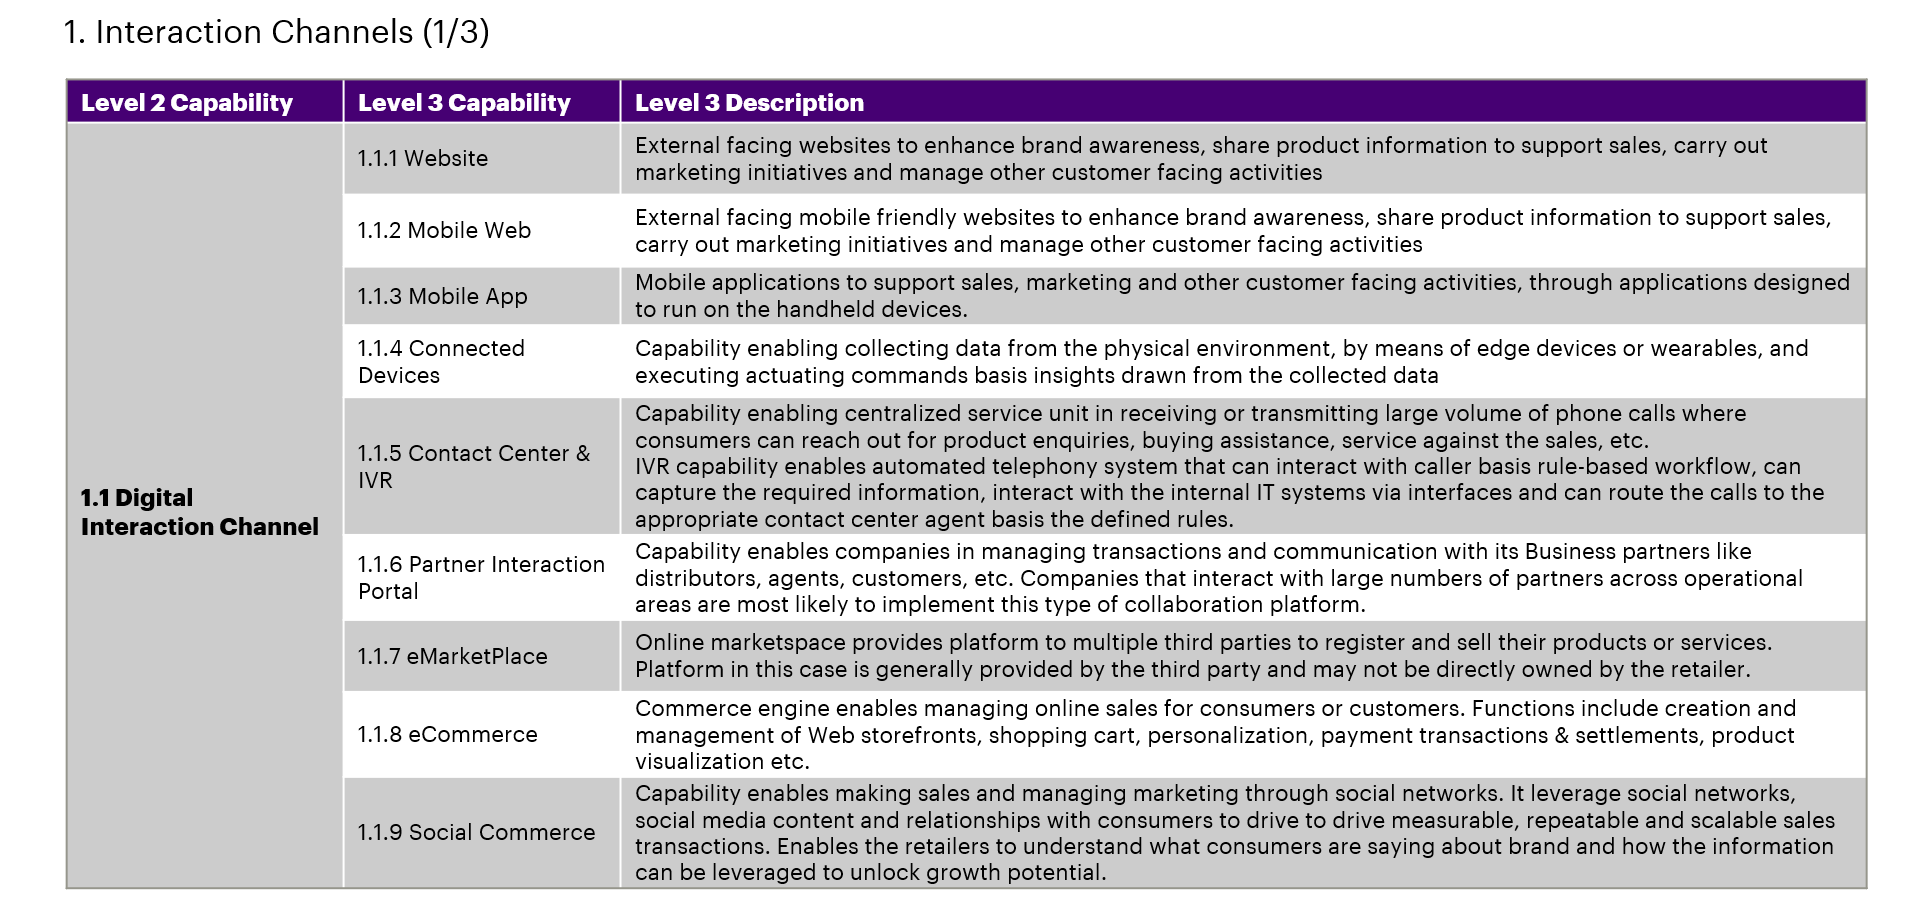 1. Interaction Channels (1/3)
Level 2 Capability
Level 3 Capability
Level 3 Description
1.1 Digital
Interaction Channel
1.1.1 Website
External facing websites to enhance brand awareness, share product information to support sales, carry out
marketing initiatives and manage other customer facing activities
1.1.2 Mobile Web
External facing mobile friendly websites to enhance brand awareness, share product information to support sales,
carry out marketing initiatives and manage other customer facing activities
1.1.3 Mobile App
Mobile applications to support sales, marketing and other customer facing activities, through applications designed
to run on the handheld devices.
1.1.4 Connected
Devices
Capability enabling collecting data from the physical environment, by means of edge devices or wearables, and
executing actuating commands basis insights drawn from the collected data
1.1.5 Contact Center &
IVR
Capability enabling centralized service unit in receiving or transmitting large volume of phone calls where
consumers can reach out for product enquiries, buying assistance, service against the sales, etc.
IVR capability enables automated telephony system that can interact with caller basis rule-based workflow, can
capture the required information, interact with the internal IT systems via interfaces and can route the calls to the
appropriate contact center agent basis the defined rules.
1.1.6 Partner Interaction
Portal
Capability enables companies in managing transactions and communication with its Business partners like
distributors, agents, customers, etc. Companies that interact with large numbers of partners across operational
areas are most likely to implement this type of collaboration platform.
1.1.7 eMarketPlace
Online marketspace provides platform to multiple third parties to register and sell their products or services.
Platform in this case is generally provided by the third party and may not be directly owned by the retailer.
1.1.8 eCommerce
Commerce engine enables managing online sales for consumers or customers. Functions include creation and
management of Web storefronts, shopping cart, personalization, payment transactions & settlements, product
visualization etc.
1.1.9 Social Commerce
Capability enables making sales and managing marketing through social networks. It leverage social networks,
social media content and relationships with consumers to drive to drive measurable, repeatable and scalable sales
transactions. Enables the retailers to understand what consumers are saying about brand and how the information
can be leveraged to unlock growth potential.